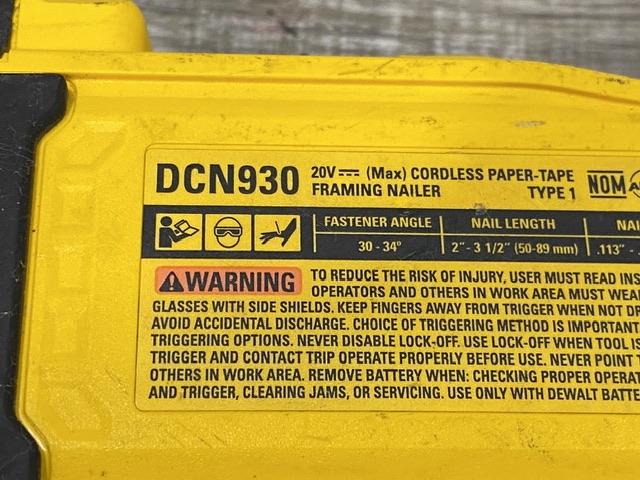 DCN930 20V (Max) CORDLESS PAPER-TAPE
FRAMING NAILER TYPE 1 NOM
FASTENER ANGLE NAIL LENGTH
30 - 34° 2" - 3 1/2" (50-89 mm) .113" -
WARNING TO REDUCE THE RISK OF INJURY, USER MUST READ
OPERATORS AND OTHERS IN WORK AREA MUST
GLASSES WITH SIDE SHIELDS. KEEP FINGERS AWAY FROM TRIGGER WHEN NOT
AVOID ACCIDENTAL DISCHARGE. CHOICE OF TRIGGERING METHOD IS IMPORTANT
TRIGGERING OPTIONS. NEVER DISABLE LOCK-OFF. USE LOCK-OFF WHEN TOOL IS
TRIGGER AND CONTACT TRIP OPERATE PROPERLY BEFORE USE. NEVER POINT
OTHERS IN WORK AREA. REMOVE BATTERY WHEN: CHECKING PROPER
AND TRIGGER, CLEARING JAMS, OR SERVICING. USE ONLY WITH DEWALT